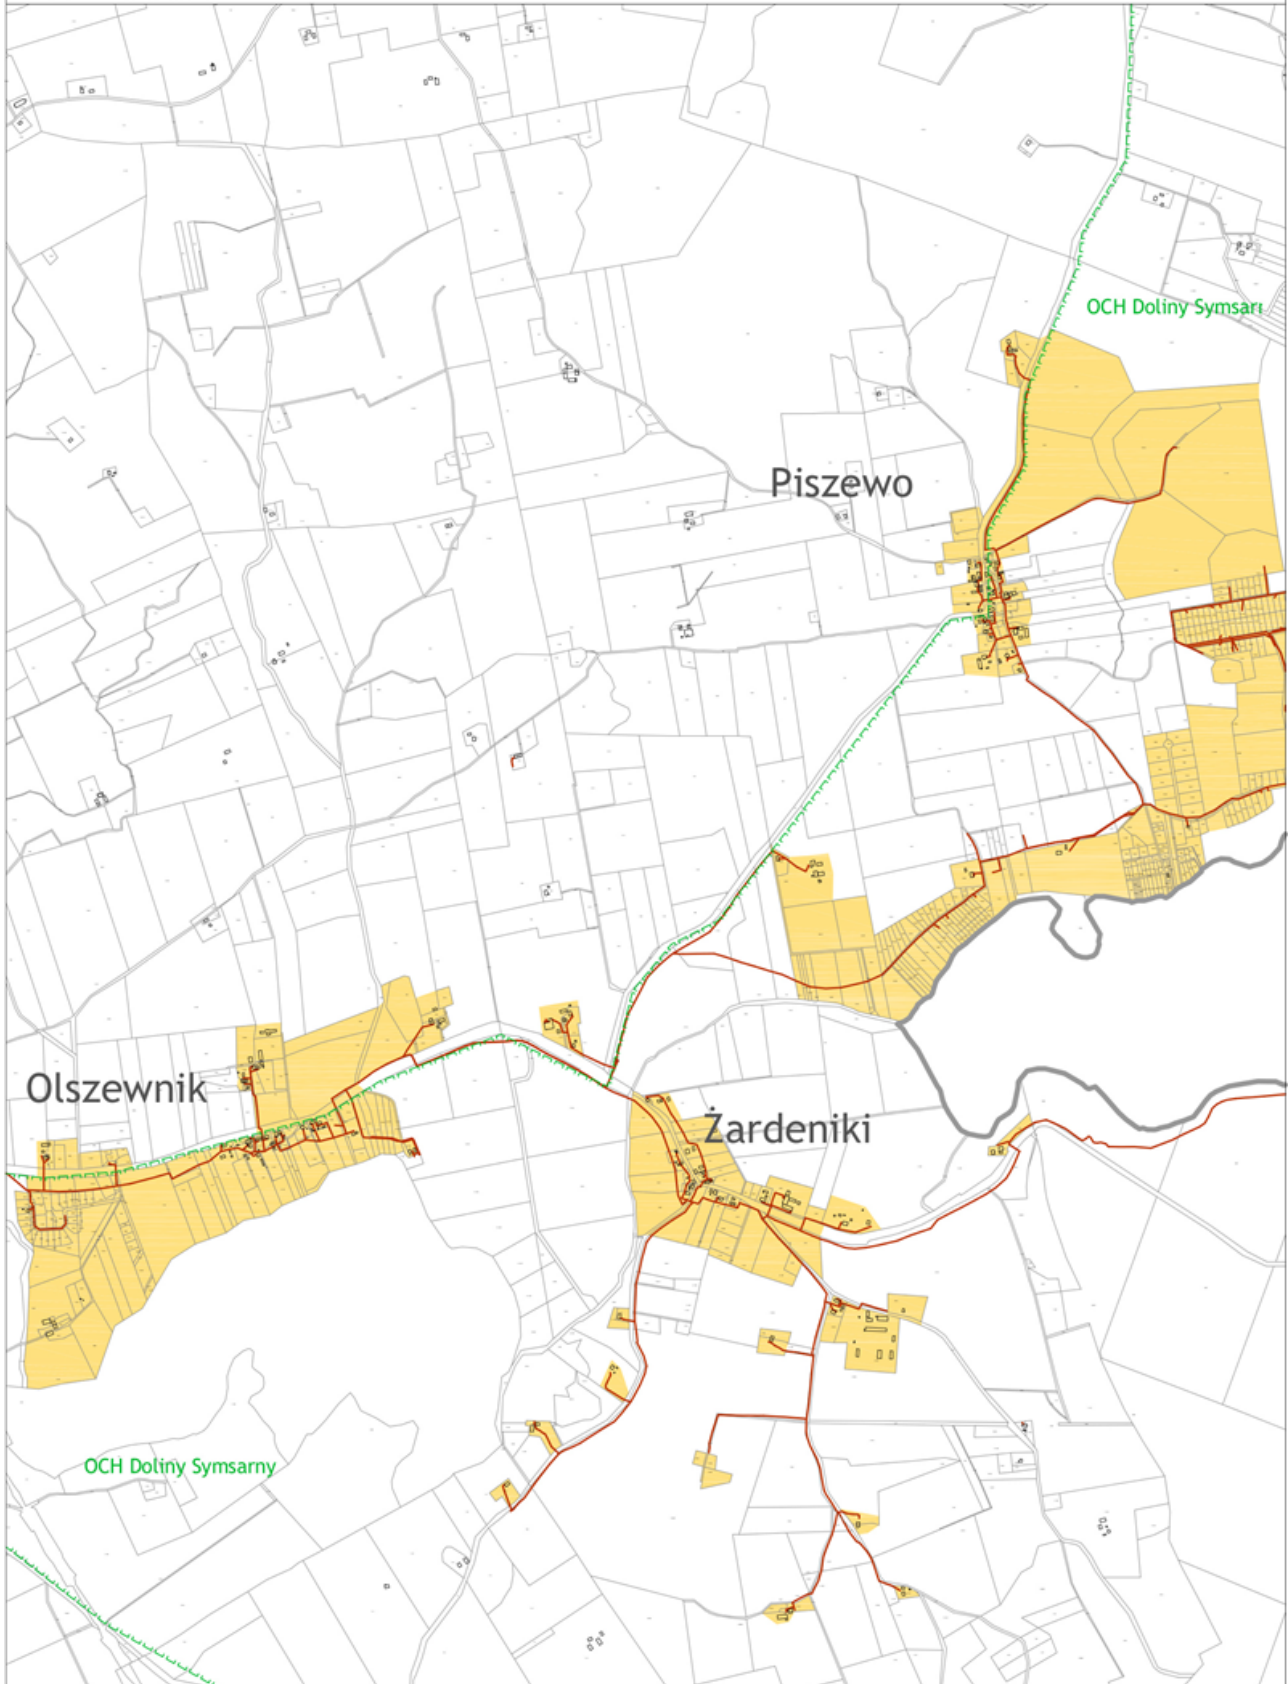 OCH Doliny Symsarı
Piszewo
Olszewnik
Żardeniki
OCH Doliny Symsarny